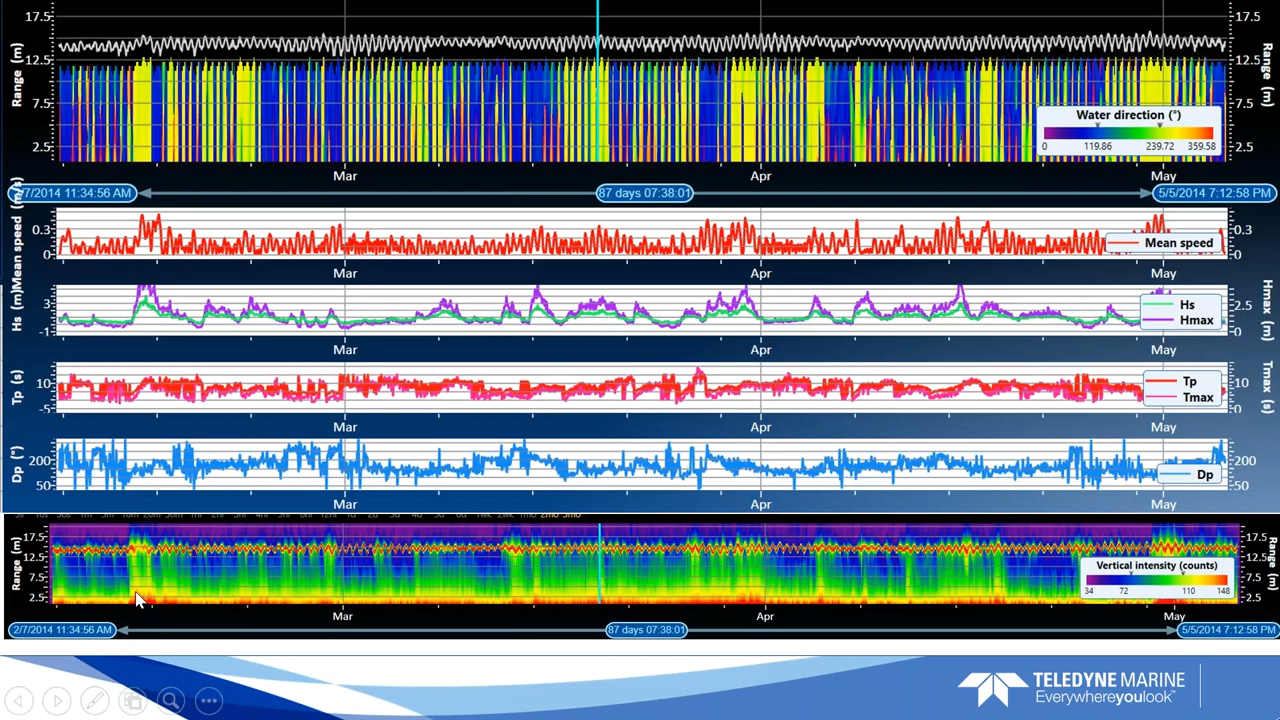 17.5
12.5
7.5
2.5
Range (m)
17.5
12.5
7.5
2.5
Range (m)
Water direction (°)
0 119.86 239.72 359.58
Mar Apr May
2/7/2014 11:34:56 AM 87 days 07:38:01 5/5/2014 7:12:58 PM
Mean speed (m/s)
0.3
0
0.3
0
Mean speed
Mar Apr May
Hs (m)
3
-1
Hmax (m)
2.5
0
Hs
Hmax
Mar Apr May
Tp (s)
10
-5
Tmax (s)
10
0
Tp
Tmax
Mar Apr May
Dp (°)
200
50
200
50
Dp
Mar Apr May
Range (m)
17.5
12.5
7.5
2.5
17.5
12.5
7.5
2.5
Range (m)
Vertical intensity (counts)
34 72 110 148
Mar Apr May
2/7/2014 11:34:56 AM 87 days 07:38:01 5/5/2014 7:12:58 PM
TELEDYNE MARINE
Everywhereyoulook™